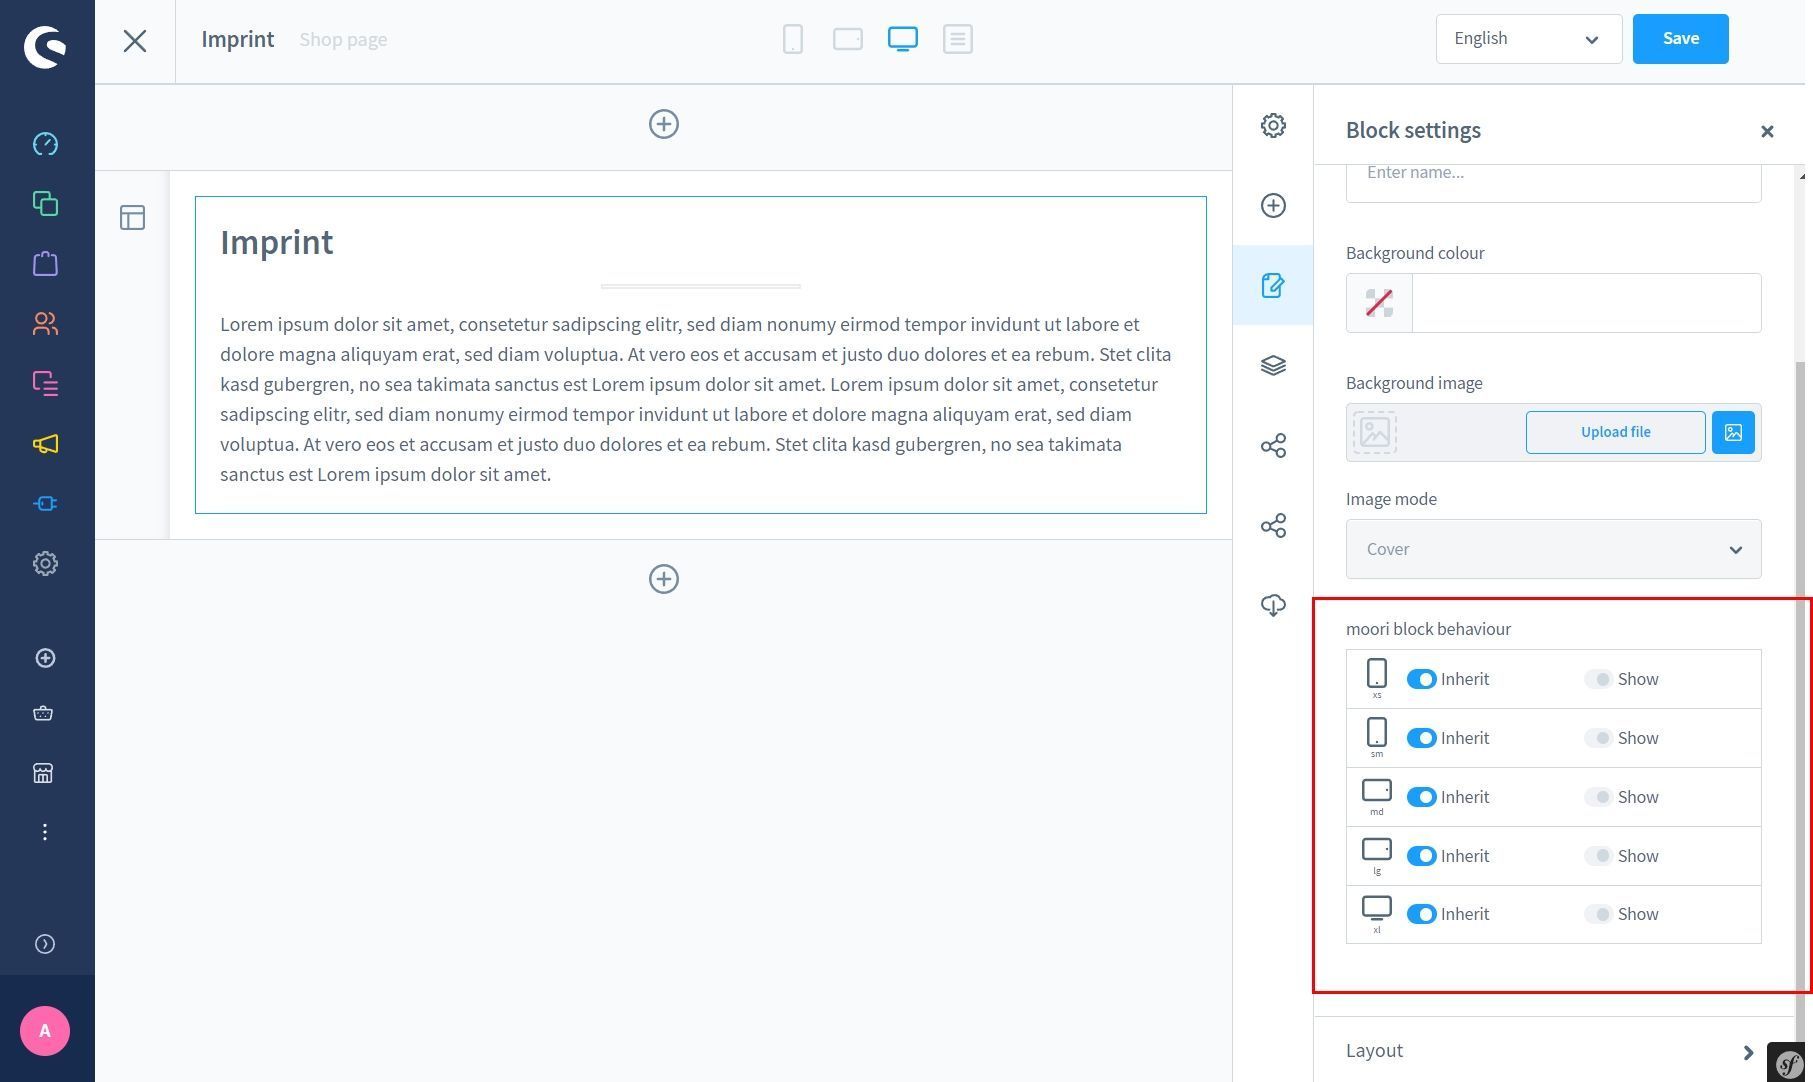 Imprint Shop page
English
Save
Block settings
Enter name...
Imprint
Lorem ipsum dolor sit amet, consetetur sadipscing elitr, sed diam nonumy eirmod tempor invidunt ut labore et
dolore magna aliquyam erat, sed diam voluptua. At vero eos et accusam et justo duo dolores et ea rebum. Stet clita
kasd gubergren, no sea takimata sanctus est Lorem ipsum dolor sit amet. Lorem ipsum dolor sit amet, consetetur
sadipscing elitr, sed diam nonumy eirmod tempor invidunt ut labore et dolore magna aliquyam erat, sed diam
voluptua. At vero eos et accusam et justo duo dolores et ea rebum. Stet clita kasd gubergren, no sea takimata
sanctus est Lorem ipsum dolor sit amet.
Background colour
Background image
Upload file
Image mode
Cover
moori block behaviour
xs Inherit Show
sm Inherit Show
md Inherit Show
lg Inherit Show
xl Inherit Show
Layout
A
sf